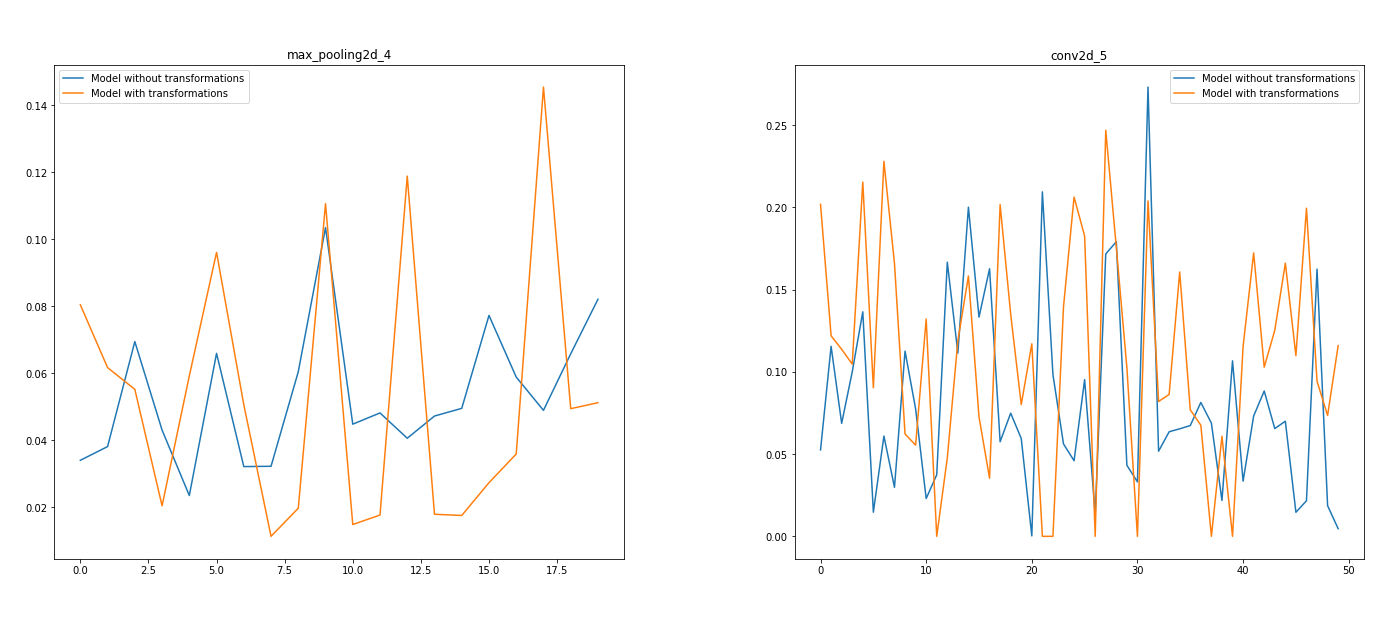 max_pooling2d_4
Model without transformations
Model with transformations
0.14
0.12
0.10
0.08
0.06
0.04
0.02
0.0 2.5 5.0 7.5 10.0 12.5 15.0 17.5
conv2d_5
Model without transformations
Model with transformations
0.25
0.20
0.15
0.10
0.05
0.00
0 10 20 30 40 50